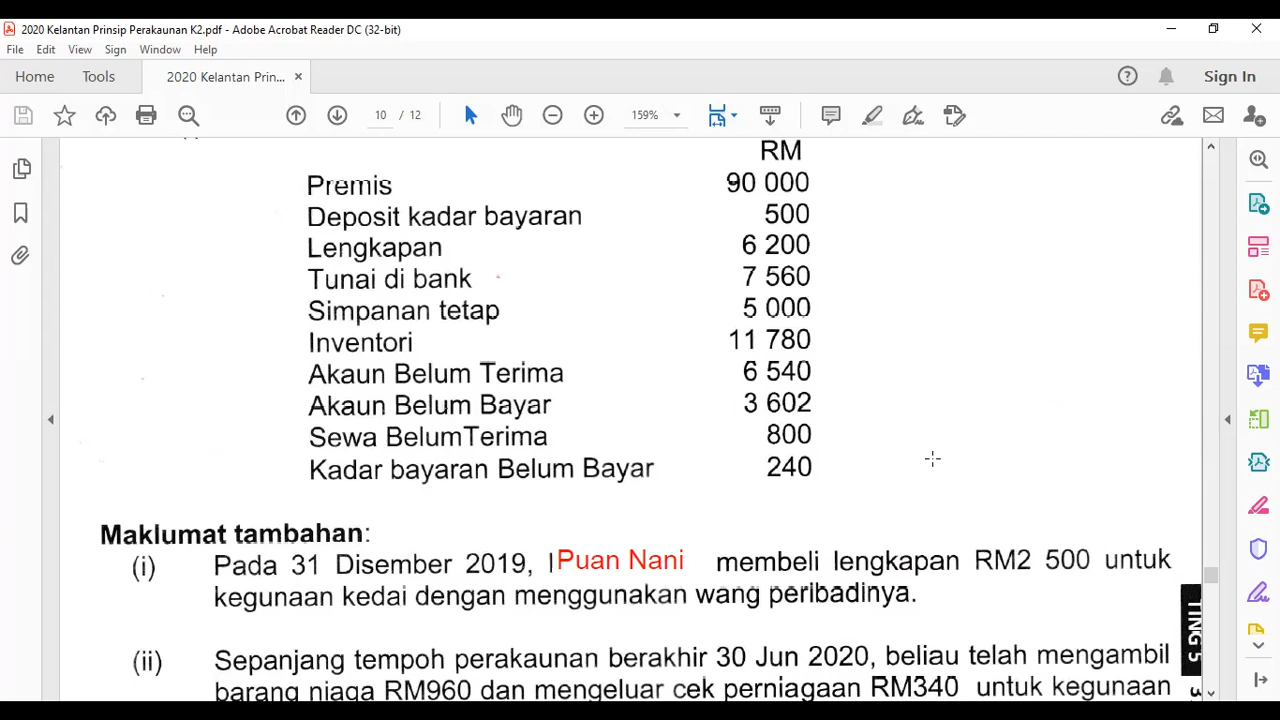 2020 Kelantan Prinsip Perakaunan K2.pdf - Adobe Acrobat Reader DC (32-bit)
File Edit View Sign Window Help
Home Tools 2020 Kelantan Prin... × Sign In
10 / 12 159%
RM
Premis 90 000
Deposit kadar bayaran 500
Lengkapan 6 200
Tunai di bank 7 560
Simpanan tetap 5 000
Inventori 11 780
Akaun Belum Terima 6 540
Akaun Belum Bayar 3 602
Sewa BelumTerima 800
Kadar bayaran Belum Bayar 240
Maklumat tambahan:
(i) Pada 31 Disember 2019, Puan Nani membeli lengkapan RM2 500 untuk
kegunaan kedai dengan menggunakan wang peribadinya.
(ii) Sepanjang tempoh perakaunan berakhir 30 Jun 2020, beliau telah mengambil
barang niaga RM960 dan mengeluar cek perniagaan RM340 untuk kegunaan
TING 5